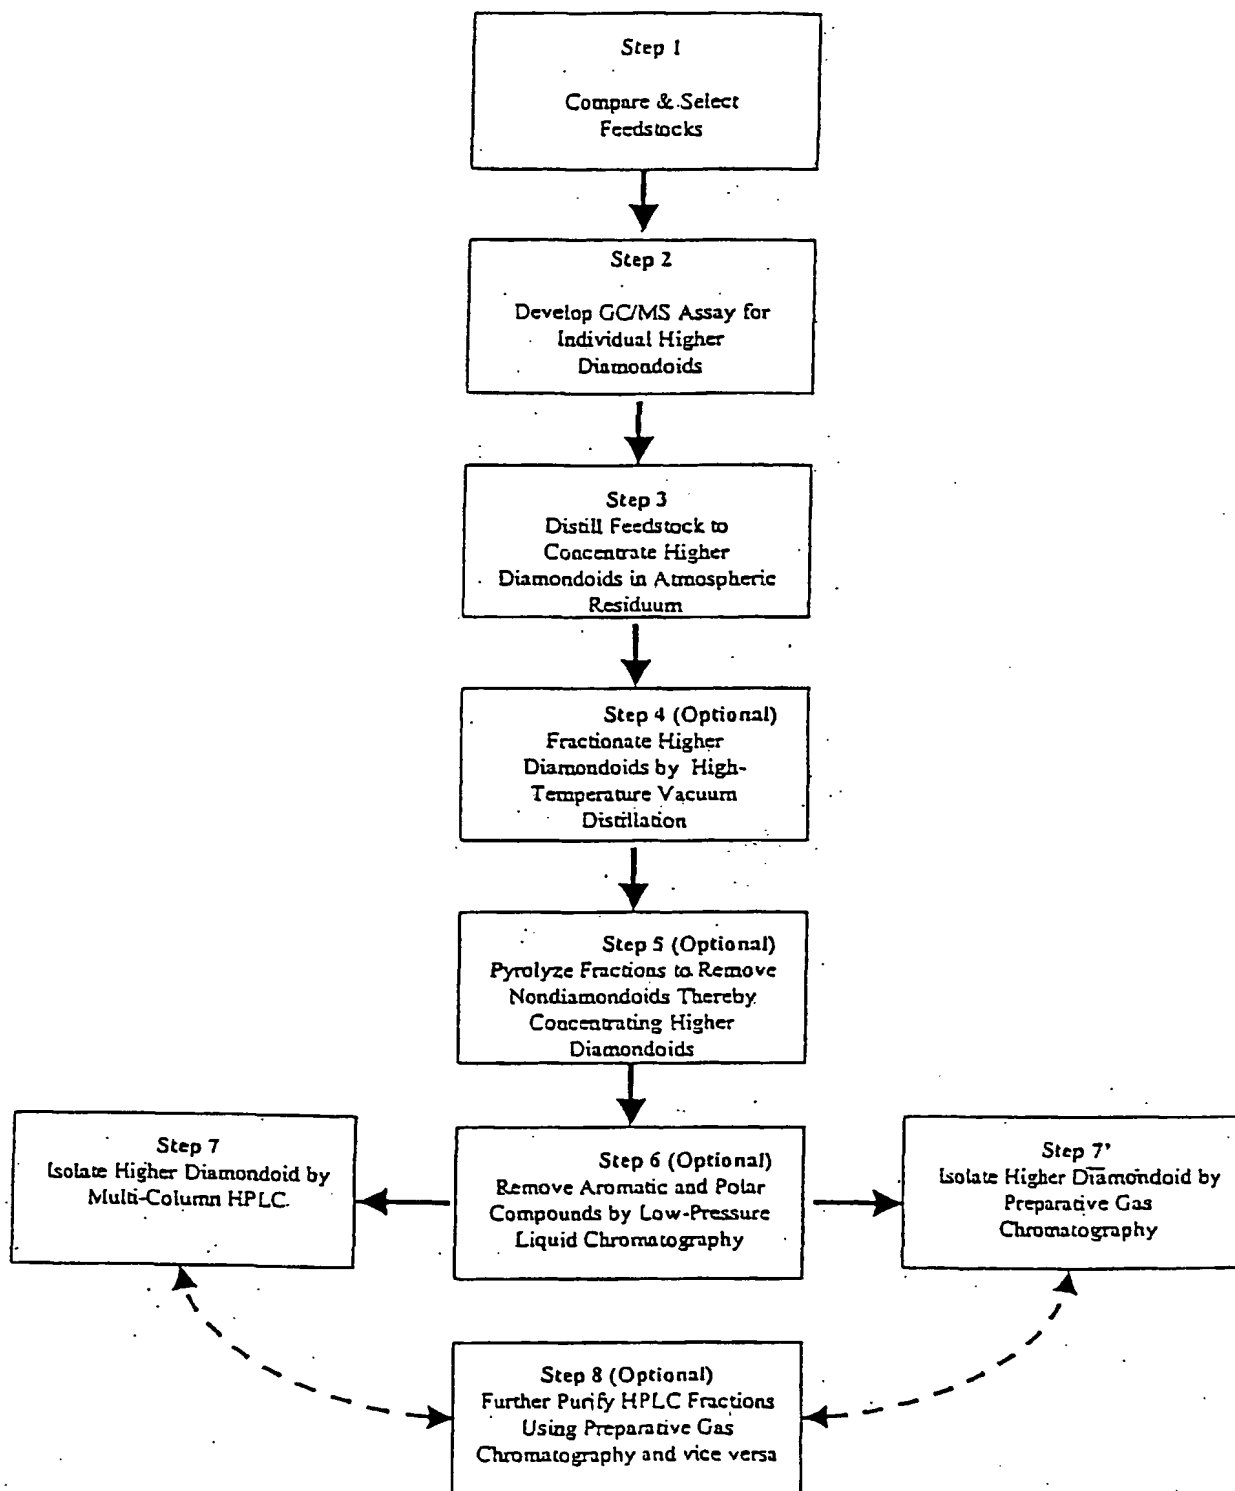 Step 1
Compare & Select
Feedstocks
Step 2
Develop GC/MS Assay for
Individual Higher
Diamondoids
Step 3
Distill Feedstock to
Concentrate Higher
Diamondoids in Atmospheric
Residuum
Step 4 (Optional)
Fractionate Higher
Diamondoids by High-
Temperature Vacuum
Distillation
Step 5 (Optional)
Pyrolyze Fractions to Remove
Nondiamondoids Thereby
Concentrating Higher
Diamondoids
Step 6 (Optional)
Remove Aromatic and Polar
Compounds by Low-Pressure
Liquid Chromatography
Step 7
Isolate Higher Diamondoid by
Multi-Column HPLC.
Step 7'
Isolate Higher Diamondoid by
Preparative Gas
Chromatography
Step 8 (Optional)
Further Purify HPLC Fractions
Using Preparative Gas
Chromatography and vice versa